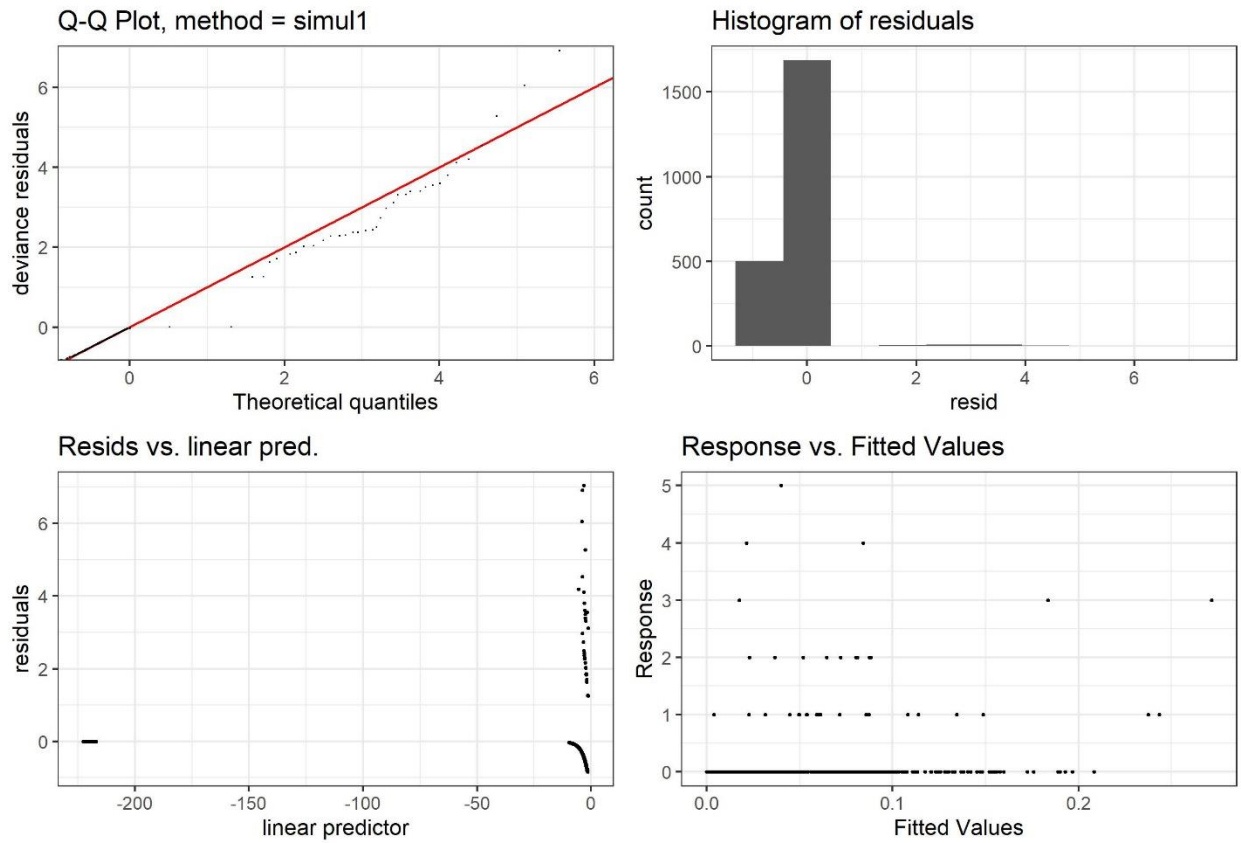 Q-Q Plot, method = simul1
deviance residuals
6
4
2
0
0 2 4 6
Theoretical quantiles
Histogram of residuals
count
1500
1000
500
0
0 2 4 6
resid
Resids vs. linear pred.
residuals
6
4
2
0
-200 -150 -100 -50 0
linear predictor
Response vs. Fitted Values
Response
5
4
3
2
1
0
0.0 0.1 0.2
Fitted Values